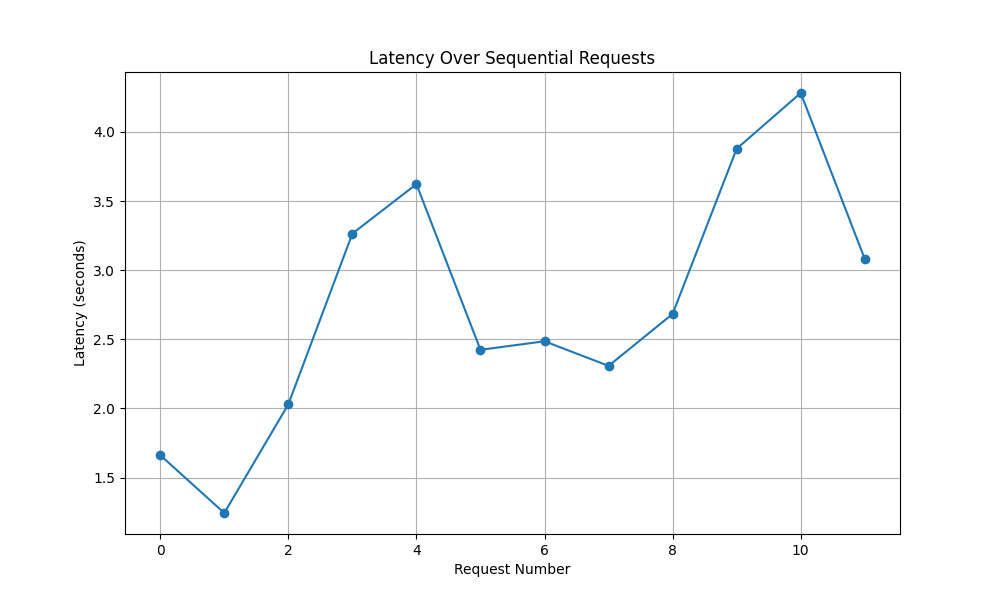 Latency Over Sequential Requests
Latency (seconds)
4.0
3.5
3.0
2.5
2.0
1.5
0 2 4 6 8 10
Request Number